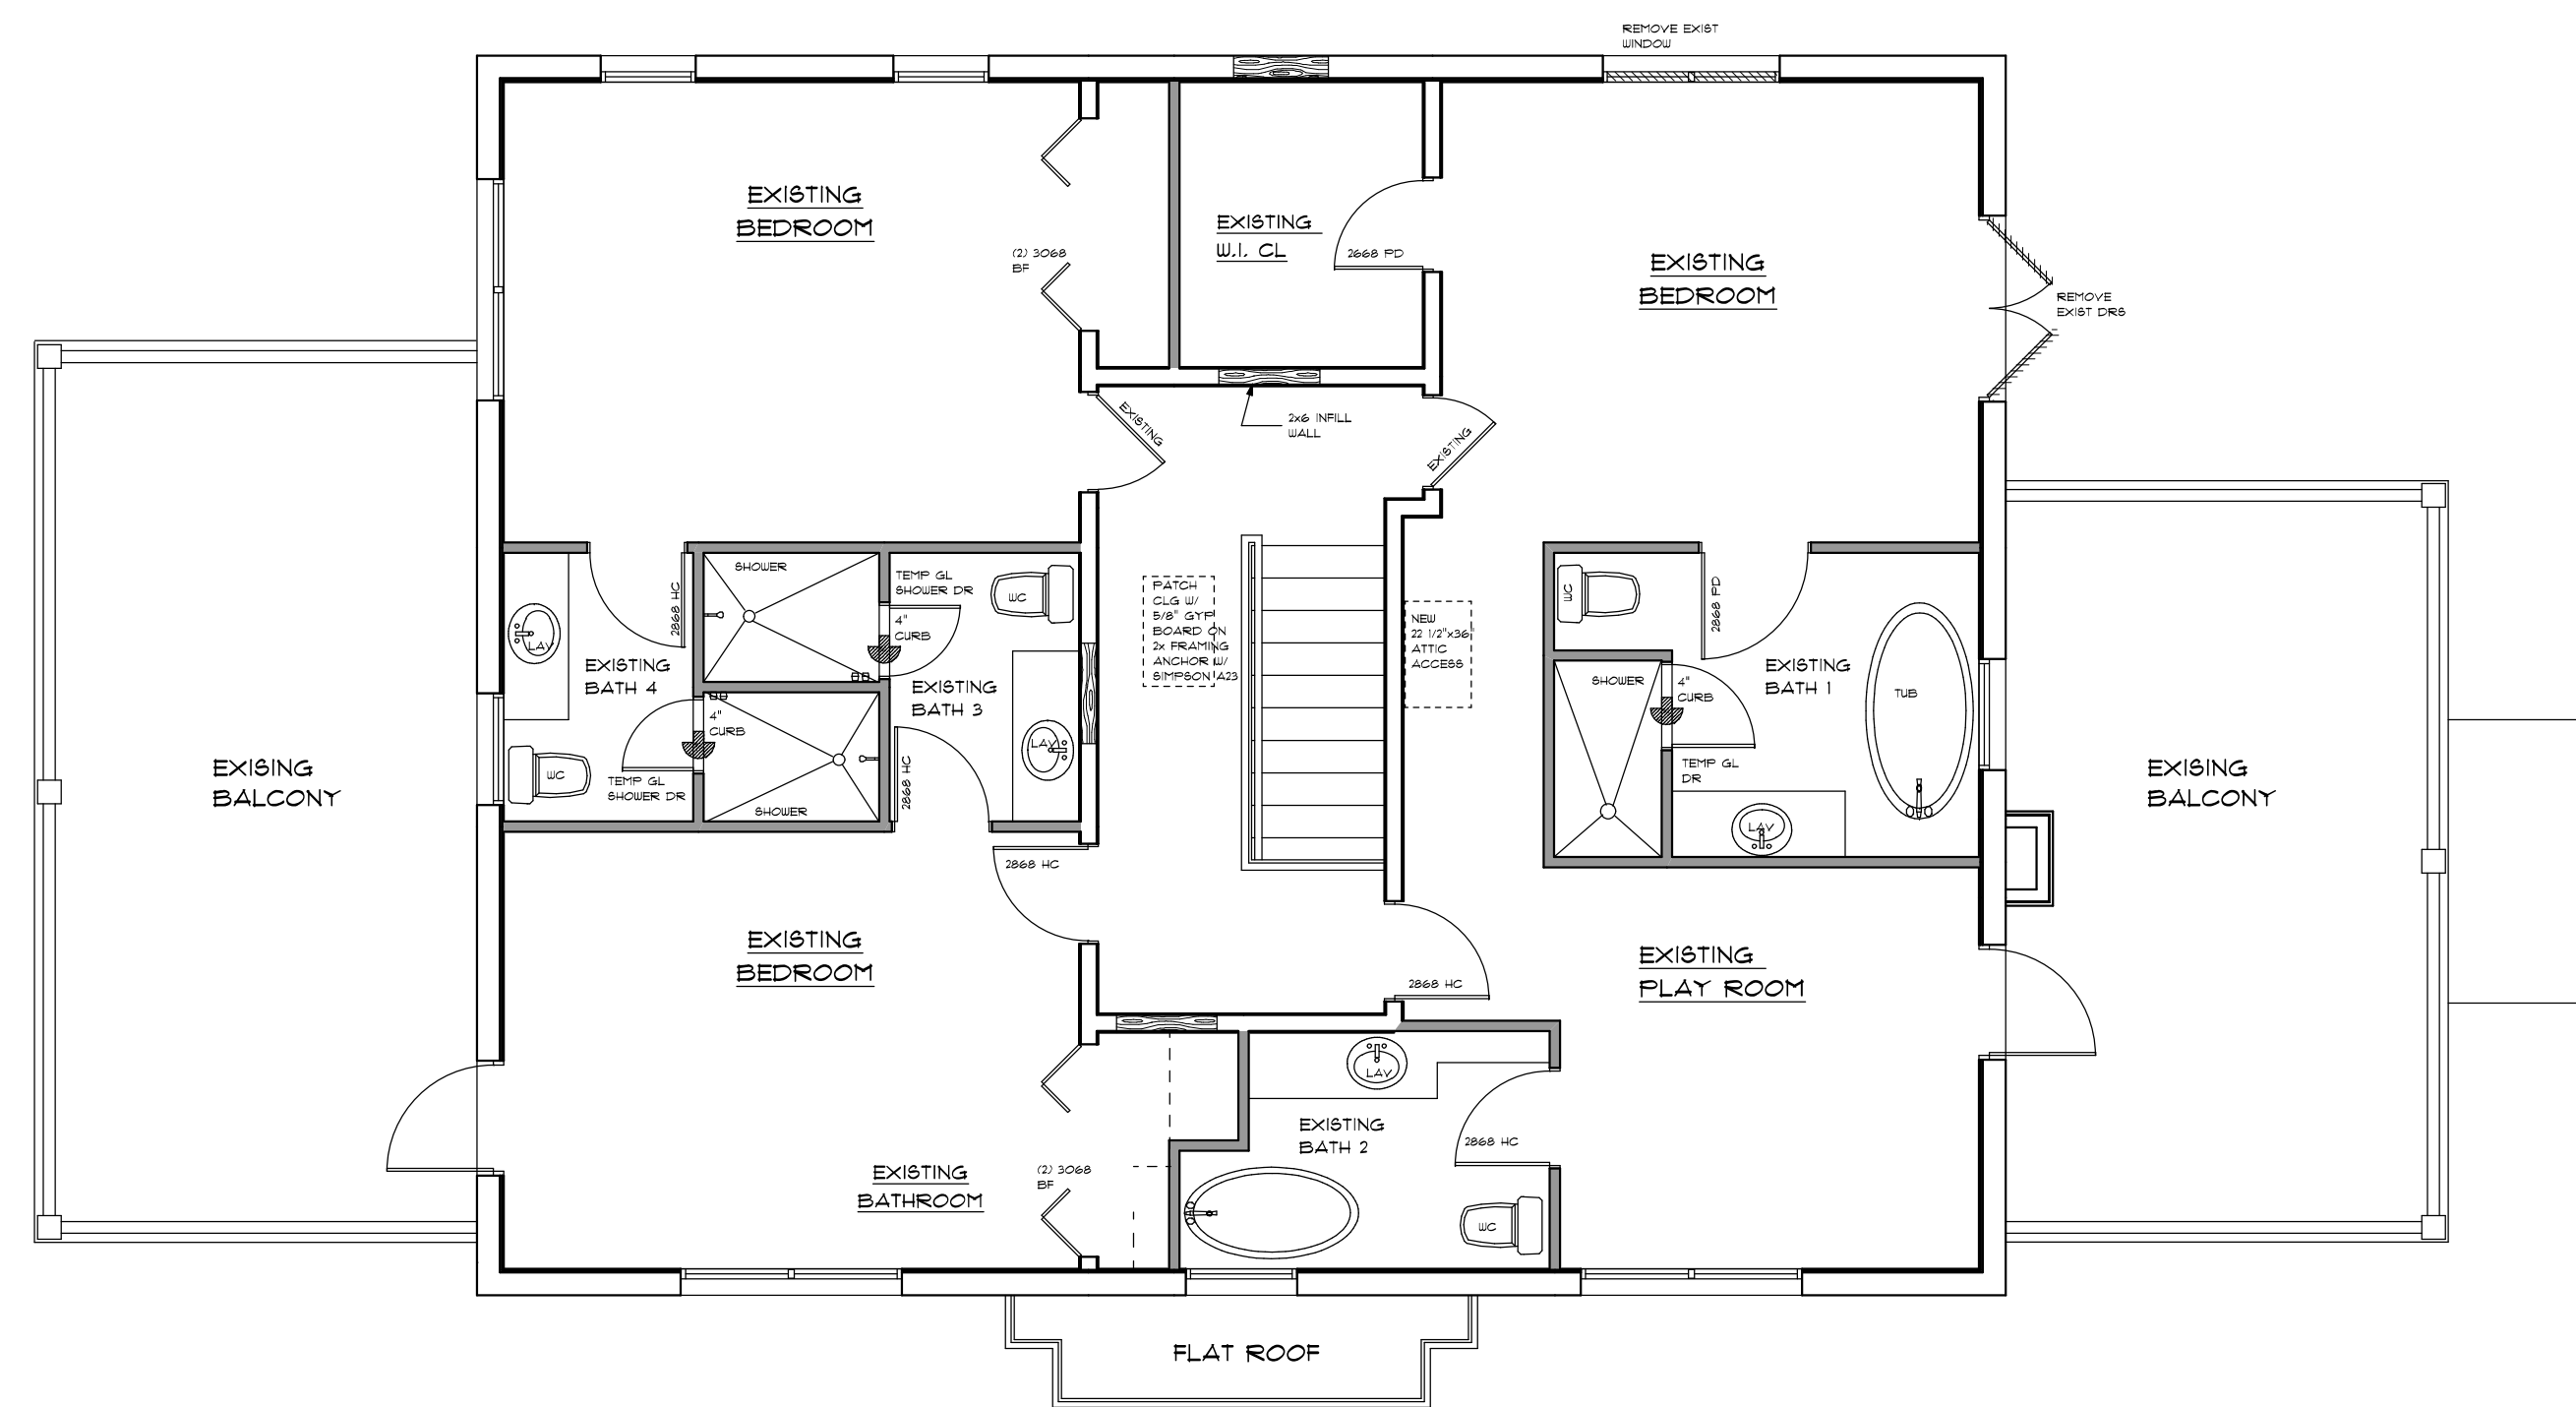 REMOVE EXIST
WINDOW
EXISTING
BEDROOM
(2) 3068
BF
EXISTING
W.I. CL
2668 PD
EXISTING
BEDROOM
REMOVE
EXIST DRS
EXISTING
2x6 INFILL
WALL
EXISTING
LAV
2868 HC
EXISTING
BATH 4
WC
SHOWER
TEMP GL
SHOWER DR
4"
CURB
WC
EXISTING
BATH 3
LAV
4"
CURB
TEMP GL
SHOWER DR
SHOWER
2868 HC
PATCH
CLG W/
5/8" GYP
BOARD ON
2x FRAMING
ANCHOR W/
SIMPSON A23
NEW
22 1/2"x36"
ATTIC
ACCESS
WC
2868 PD
EXISTING
BATH 1
SHOWER
4"
CURB
TUB
TEMP GL
DR
LAV
EXISING
BALCONY
EXISING
BALCONY
2868 HC
EXISTING
BEDROOM
2868 HC
EXISTING
PLAY ROOM
LAV
EXISTING
BATH 2
2868 HC
EXISTING
BATHROOM
(2) 3068
BF
WC
FLAT ROOF